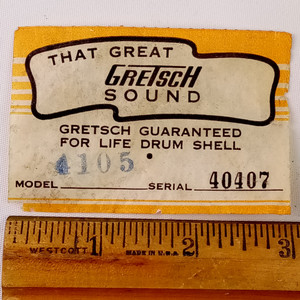 THAT GREAT
GRETSCH
SOUND
GRETSCH GUARANTEED
FOR LIFE DRUM SHELL
4105
MODEL SERIAL 40407
1 2 3
WESTCOTT MADE IN U.S.A.